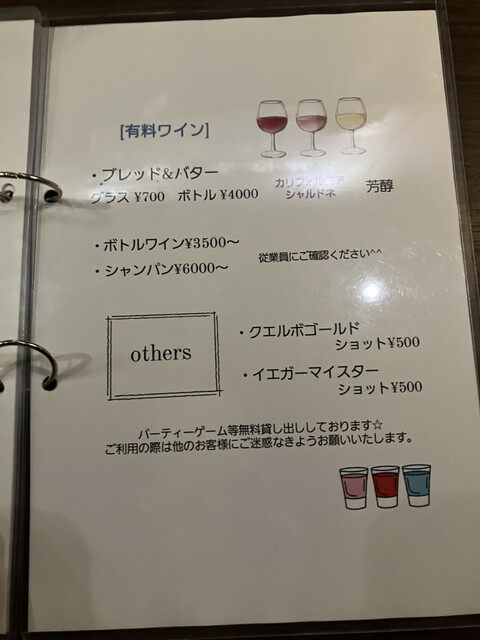 [有料ワイン]
・ブレッド&バター
グラス ¥700 ボトル ¥4000
カリフォルニア
シャルドネ
芳醇
・ボトルワイン¥3500～
・シャンパン¥6000～
従業員にご確認ください^^
others
・クエルボゴールド
ショット¥500
・イエガーマイスター
ショット¥500
パーティーゲーム等無料貸し出ししております☆
ご利用の際は他のお客様にご迷惑なきようお願いいたします。